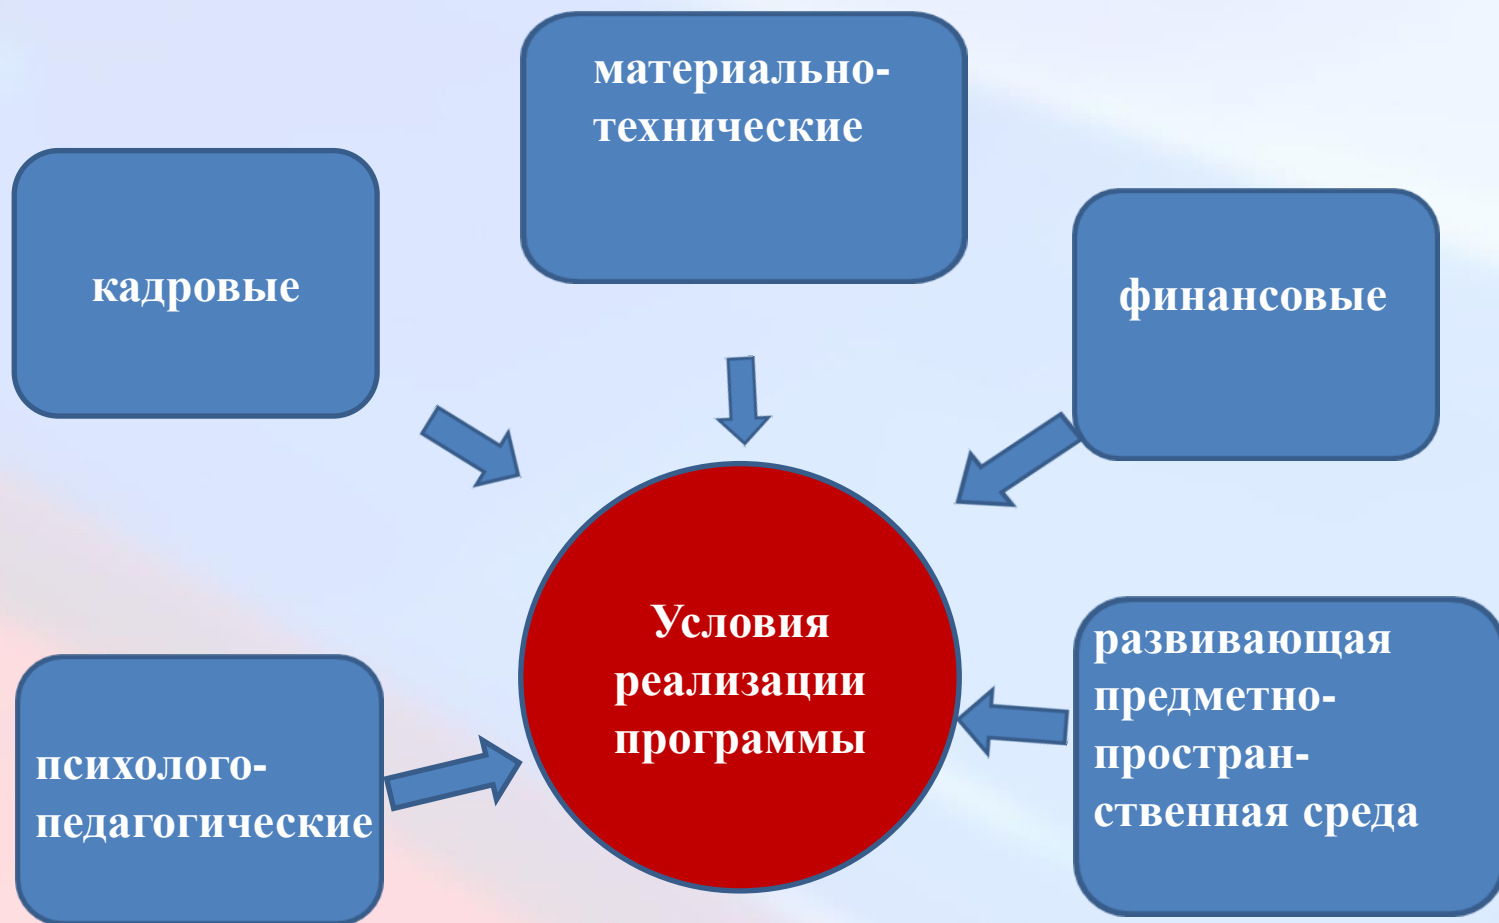 материально-
технические
кадровые
финансовые
Условия
реализации
программы
психолого-
педагогические
развивающая
предметно-
простран-
ственная среда